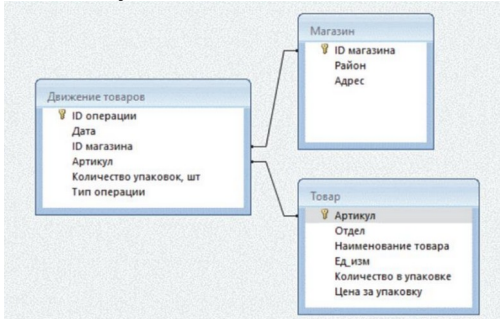 Магазин
ID магазина
Район
Адрес
Движение товаров
ID операции
Дата
ID магазина
Артикул
Количество упаковок, шт
Тип операции
Товар
Артикул
Отдел
Наименование товара
Ед_изм
Количество в упаковке
Цена за упаковку